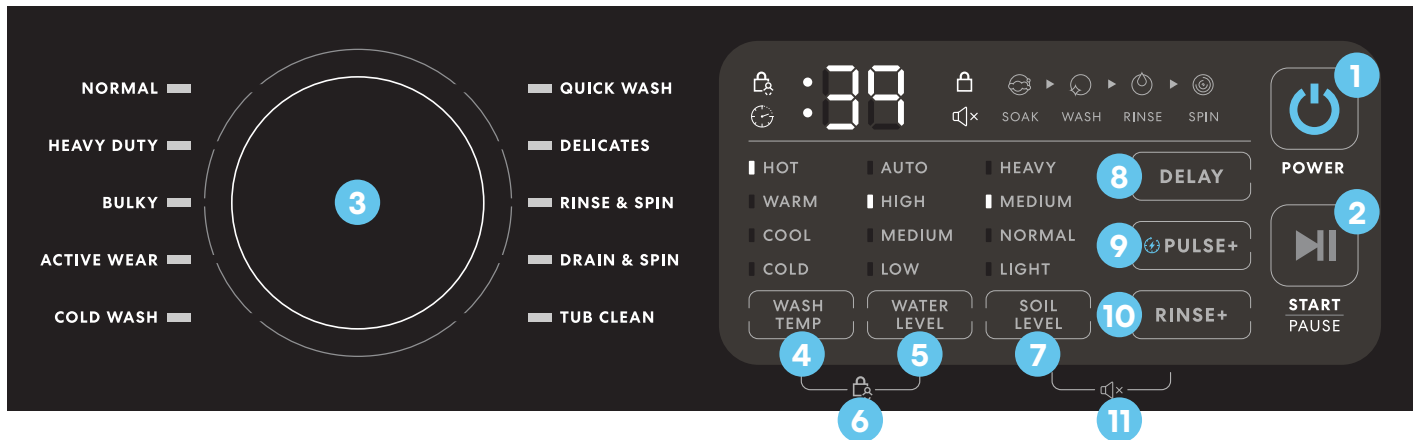 NORMAL
HEAVY DUTY
BULKY
ACTIVE WEAR
COLD WASH
3
QUICK WASH
DELICATES
RINSE & SPIN
DRAIN & SPIN
TUB CLEAN
:39
SOAK WASH RINSE SPIN
HOT AUTO HEAVY
WARM HIGH MEDIUM
COOL MEDIUM NORMAL
COLD LOW LIGHT
WASH TEMP
4
WATER LEVEL
5
SOIL LEVEL
7
8 DELAY
9 PULSE+
10 RINSE+
1
POWER
2
START
PAUSE
6
11